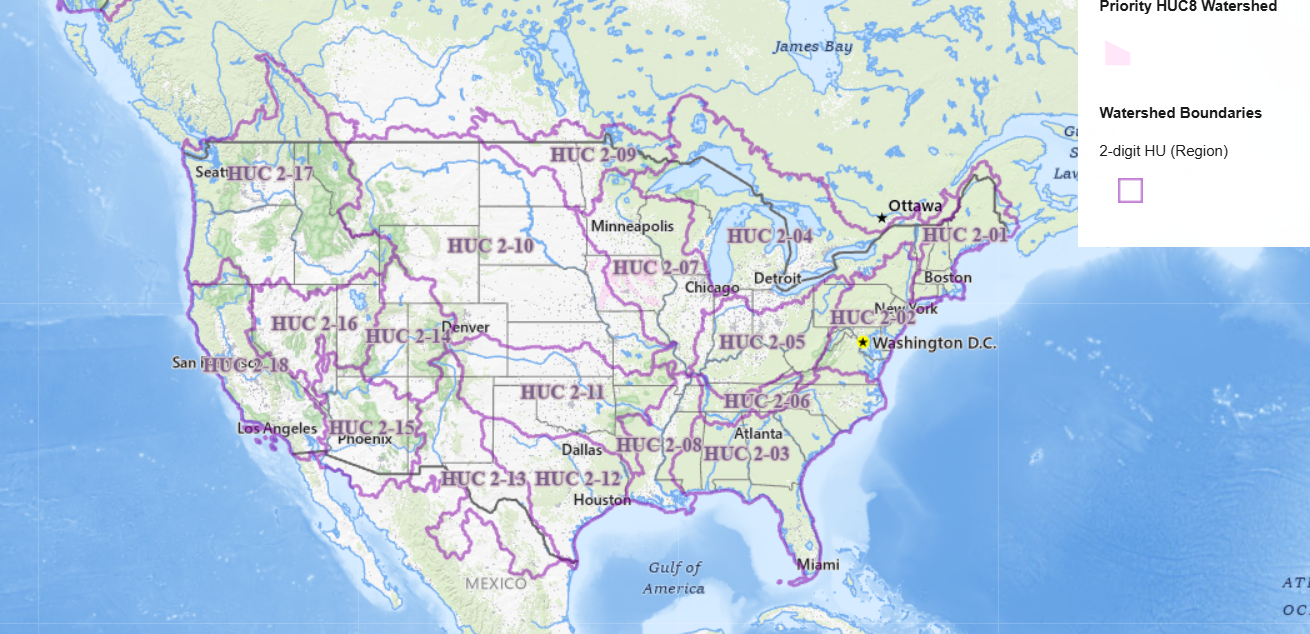 Priority HUC8 Watershed
James Bay
Watershed Boundaries
2-digit HU (Region)
HUC 2-09
HUC 2-17
Ottawa
Minneapolis
HUC 2-04
HUC 2-01
HUC 2-10
HUC 2-07
Detroit
Boston
Chicago
New York
HUC 2-02
HUC 2-16
Denver
HUC 2-14
HUC 2-05
Washington D.C.
HUC 2-18
HUC 2-11
HUC 2-06
Los Angeles
HUC 2-15
Phoenix
Atlanta
Dallas
HUC 2-08
HUC 2-03
HUC 2-13
HUC 2-12
Houston
Miami
Gulf of
America
MEXICO